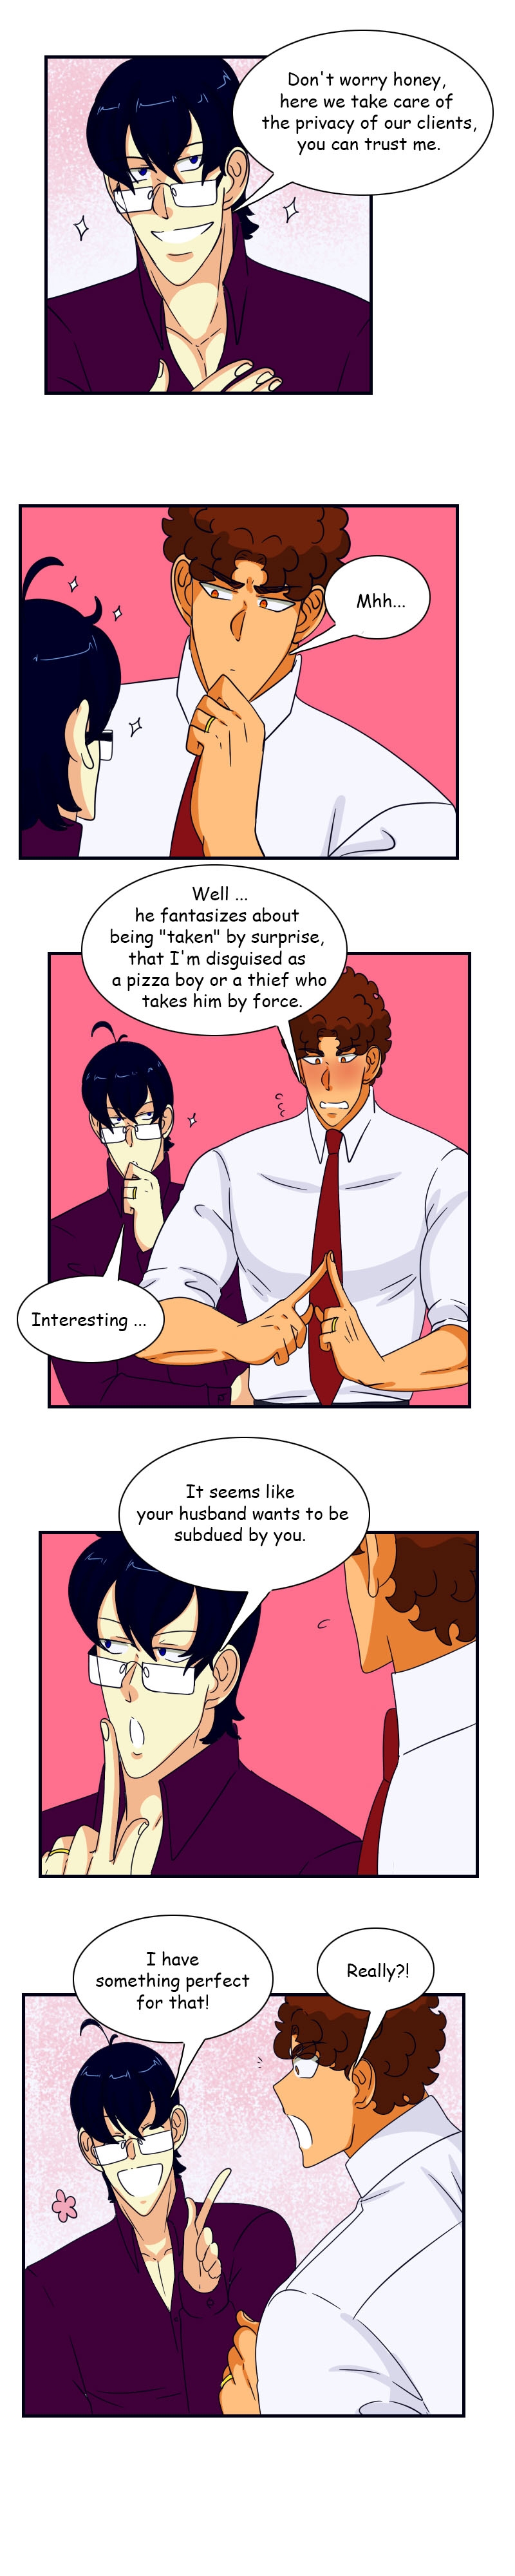 Don't worry honey,
here we take care of
the privacy of our clients,
you can trust me.
Mhh...
Well ...
he fantasizes about
being "taken" by surprise,
that I'm disguised as
a pizza boy or a thief who
takes him by force.
Interesting ...
It seems like
your husband wants to be
subdued by you.
I have
something perfect
for that!
Really?!